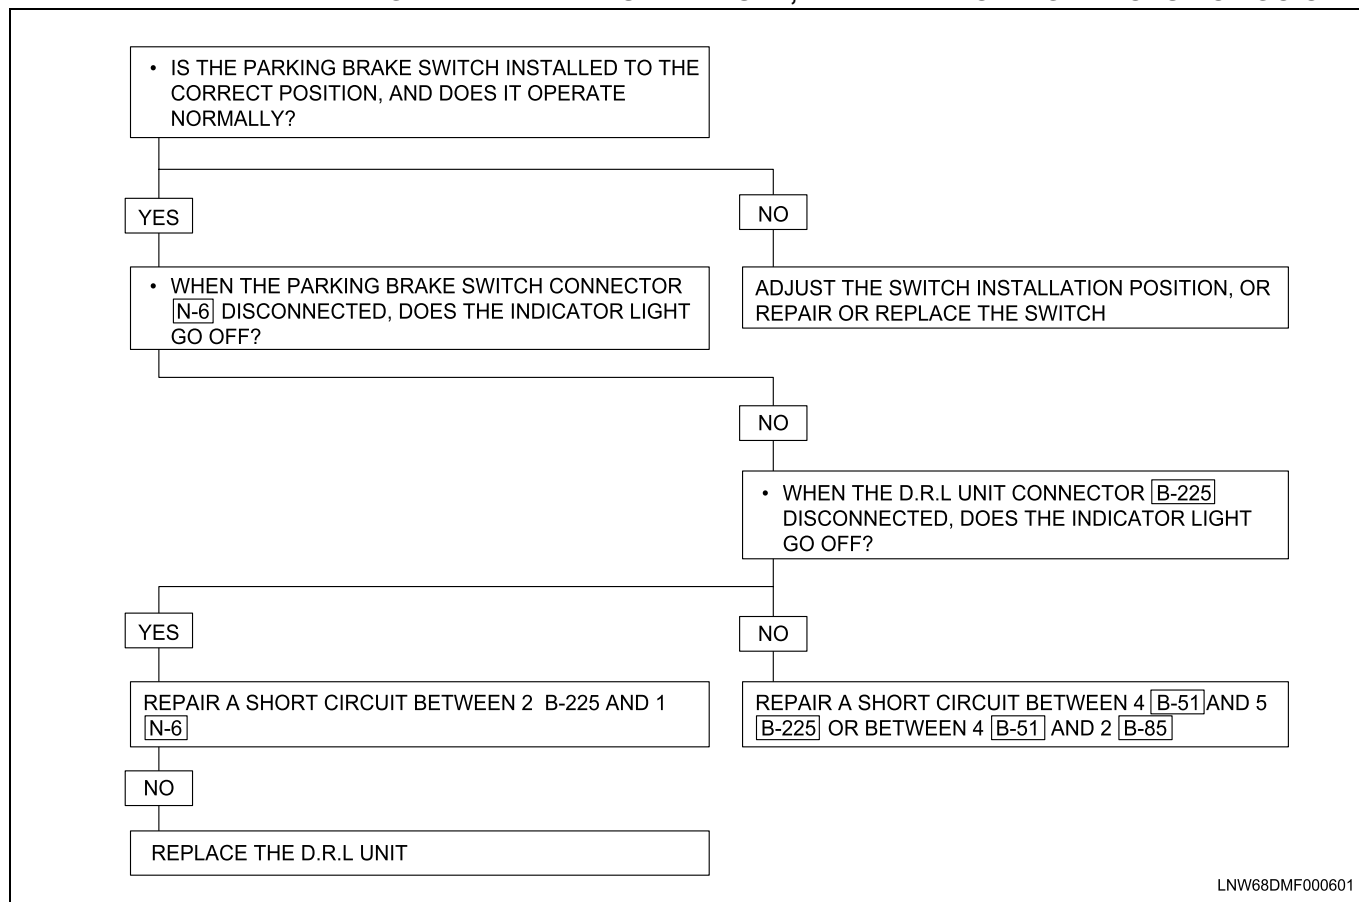 • IS THE PARKING BRAKE SWITCH INSTALLED TO THE
CORRECT POSITION, AND DOES IT OPERATE
NORMALLY?
YES
NO
• WHEN THE PARKING BRAKE SWITCH CONNECTOR
N-6 DISCONNECTED, DOES THE INDICATOR LIGHT
GO OFF?
ADJUST THE SWITCH INSTALLATION POSITION, OR
REPAIR OR REPLACE THE SWITCH
NO
• WHEN THE D.R.L UNIT CONNECTOR B-225
DISCONNECTED, DOES THE INDICATOR LIGHT
GO OFF?
YES
NO
REPAIR A SHORT CIRCUIT BETWEEN 2 B-225 AND 1
N-6
REPAIR A SHORT CIRCUIT BETWEEN 4 B-51 AND 5
B-225 OR BETWEEN 4 B-51 AND 2 B-85
NO
REPLACE THE D.R.L UNIT
LNW68DMF000601